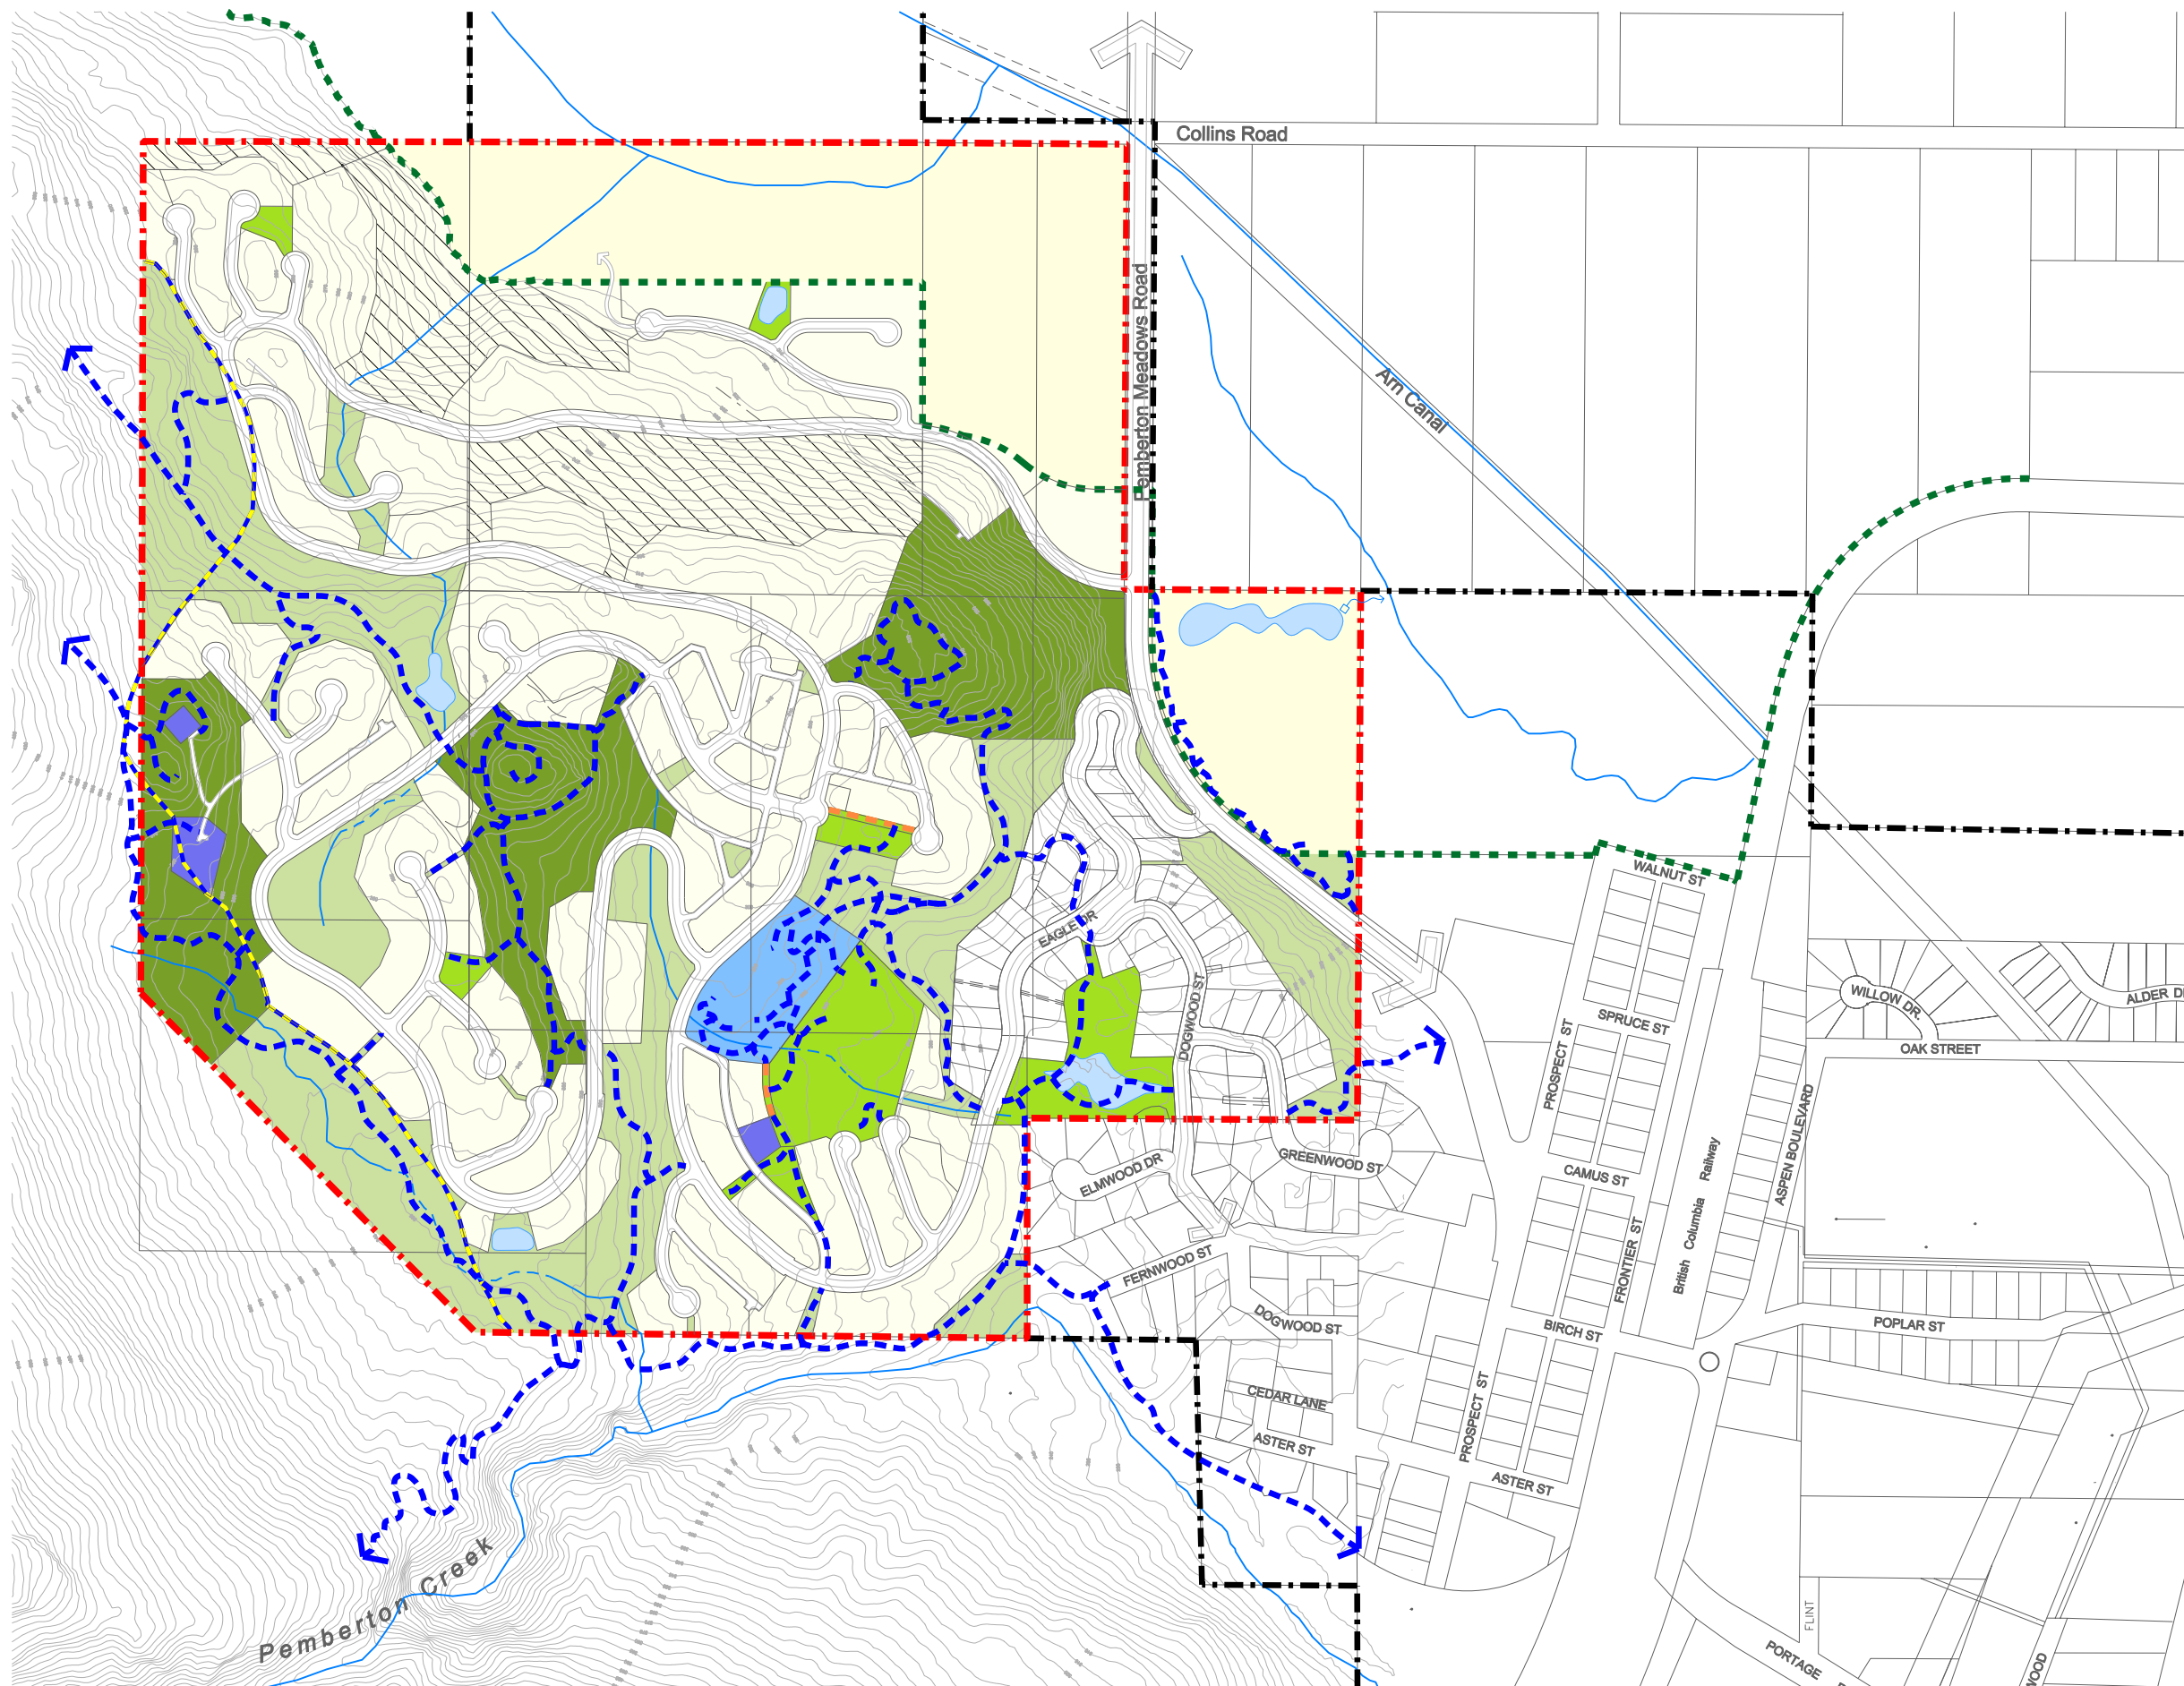 Collins Road
Pemberton Meadows Road
Arn Canal
WALNUT ST
EAGLE DR
WILLOW DR.
ALDER D
SPRUCE ST
PROSPECT ST
DOGWOOD ST
OAK STREET
ASPEN BOULEVARD
GREENWOOD ST
ELMWOOD DR
CAMUS ST
British Columbia Railway
FRONTIER ST
FERNWOOD ST
DOGWOOD ST
BIRCH ST
POPLAR ST
CEDAR LANE
PROSPECT ST
ASTER ST
ASTER ST
Pemberton Creek
FLINT
PORTAGE
WOOD